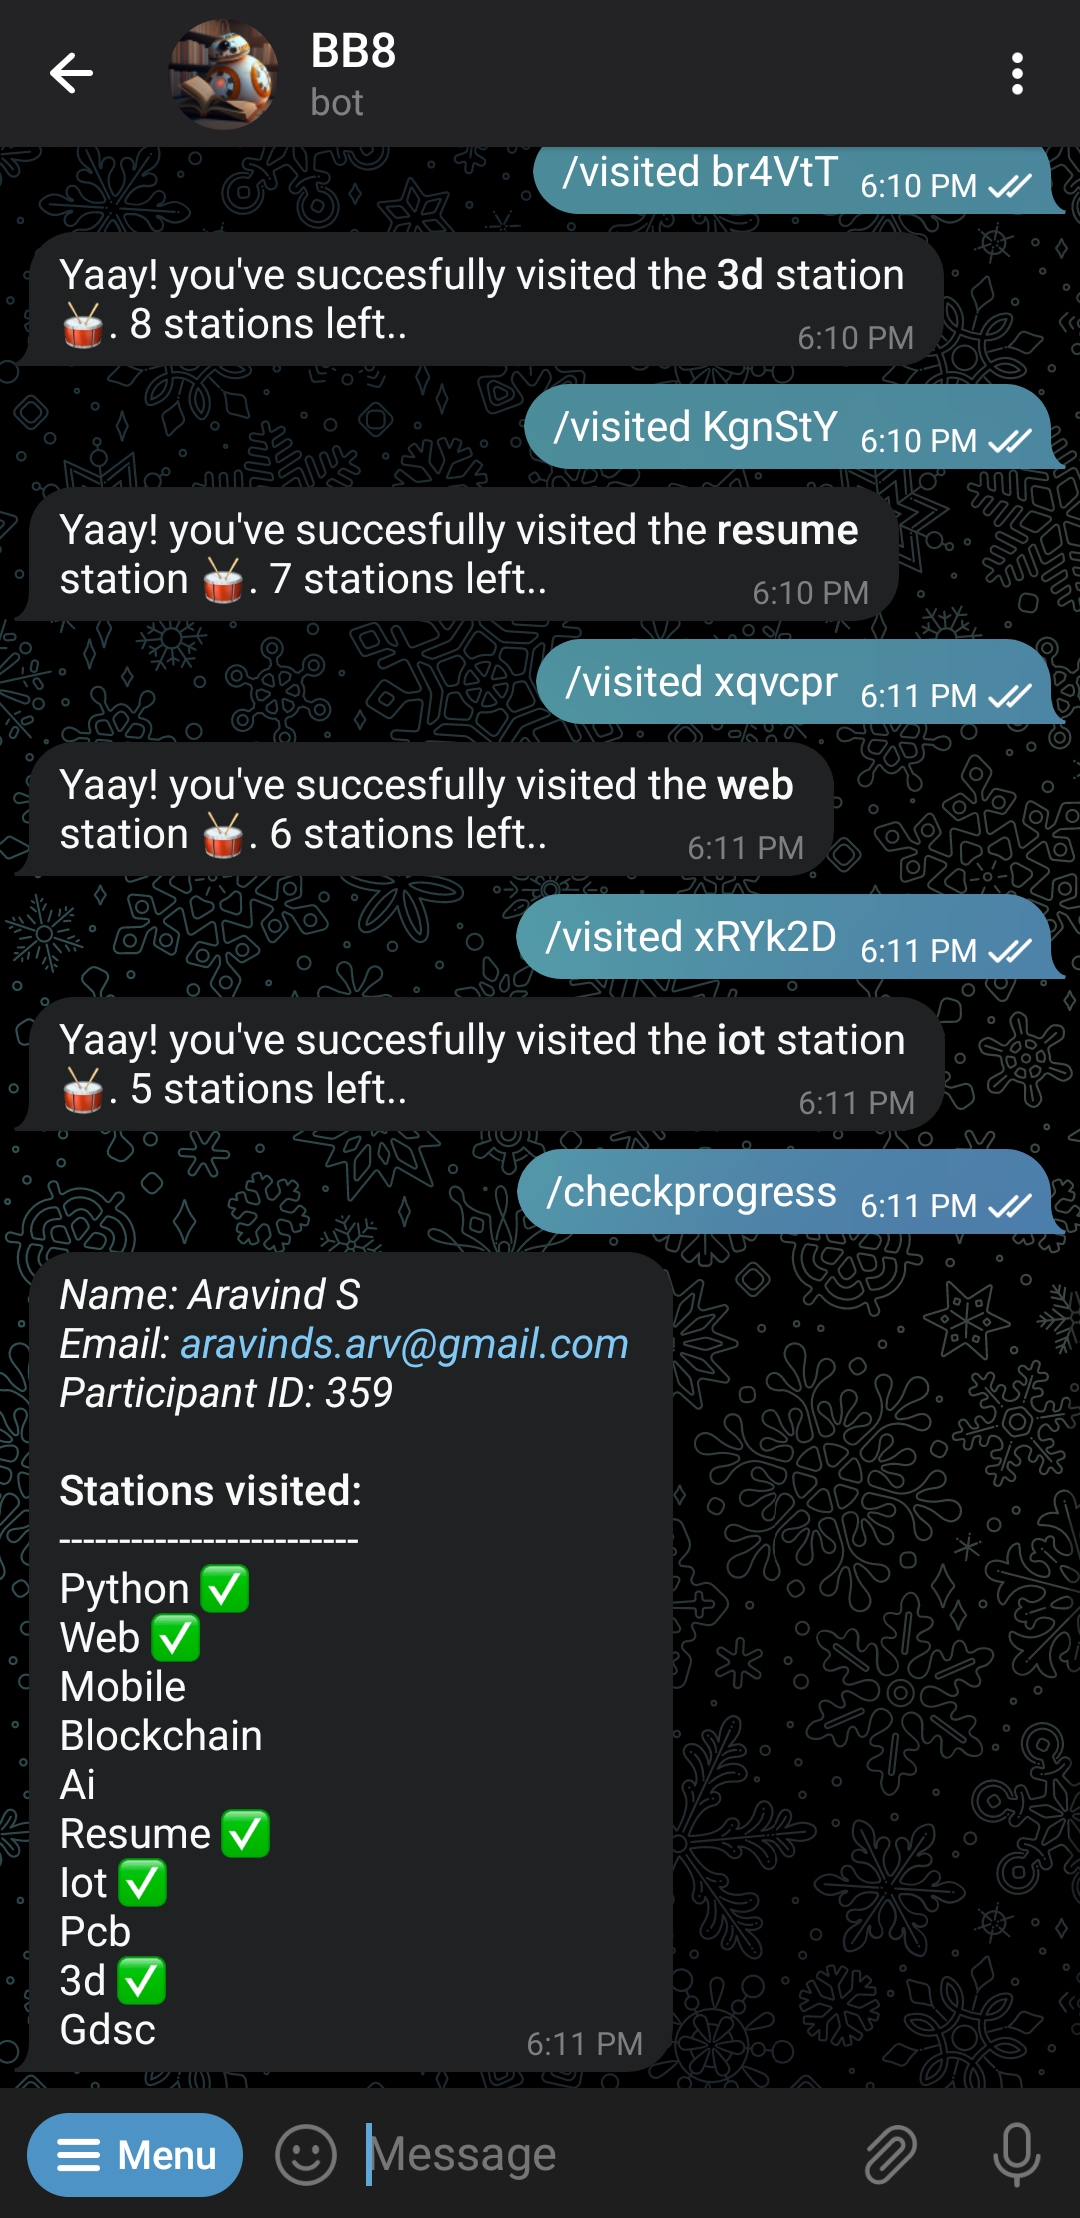 BB8
bot
/visited br4VtT 6:10 PM
Yaay! you've succesfully visited the 3d station
🥁. 8 stations left..
6:10 PM
/visited KgnStY 6:10 PM
Yaay! you've succesfully visited the resume
station 🥁. 7 stations left..
6:10 PM
/visited xqvcpr 6:11 PM
Yaay! you've succesfully visited the web
station 🥁. 6 stations left..
6:11 PM
/visited xRYk2D 6:11 PM
Yaay! you've succesfully visited the iot station
🥁. 5 stations left..
6:11 PM
/checkprogress 6:11 PM
Name: Aravind S
Email: aravinds.arv@gmail.com
Participant ID: 359
Stations visited:
-------------------------
Python ✅
Web ✅
Mobile
Blockchain
Ai
Resume ✅
Iot ✅
Pcb
3d ✅
Gdsc
6:11 PM
Menu
Message